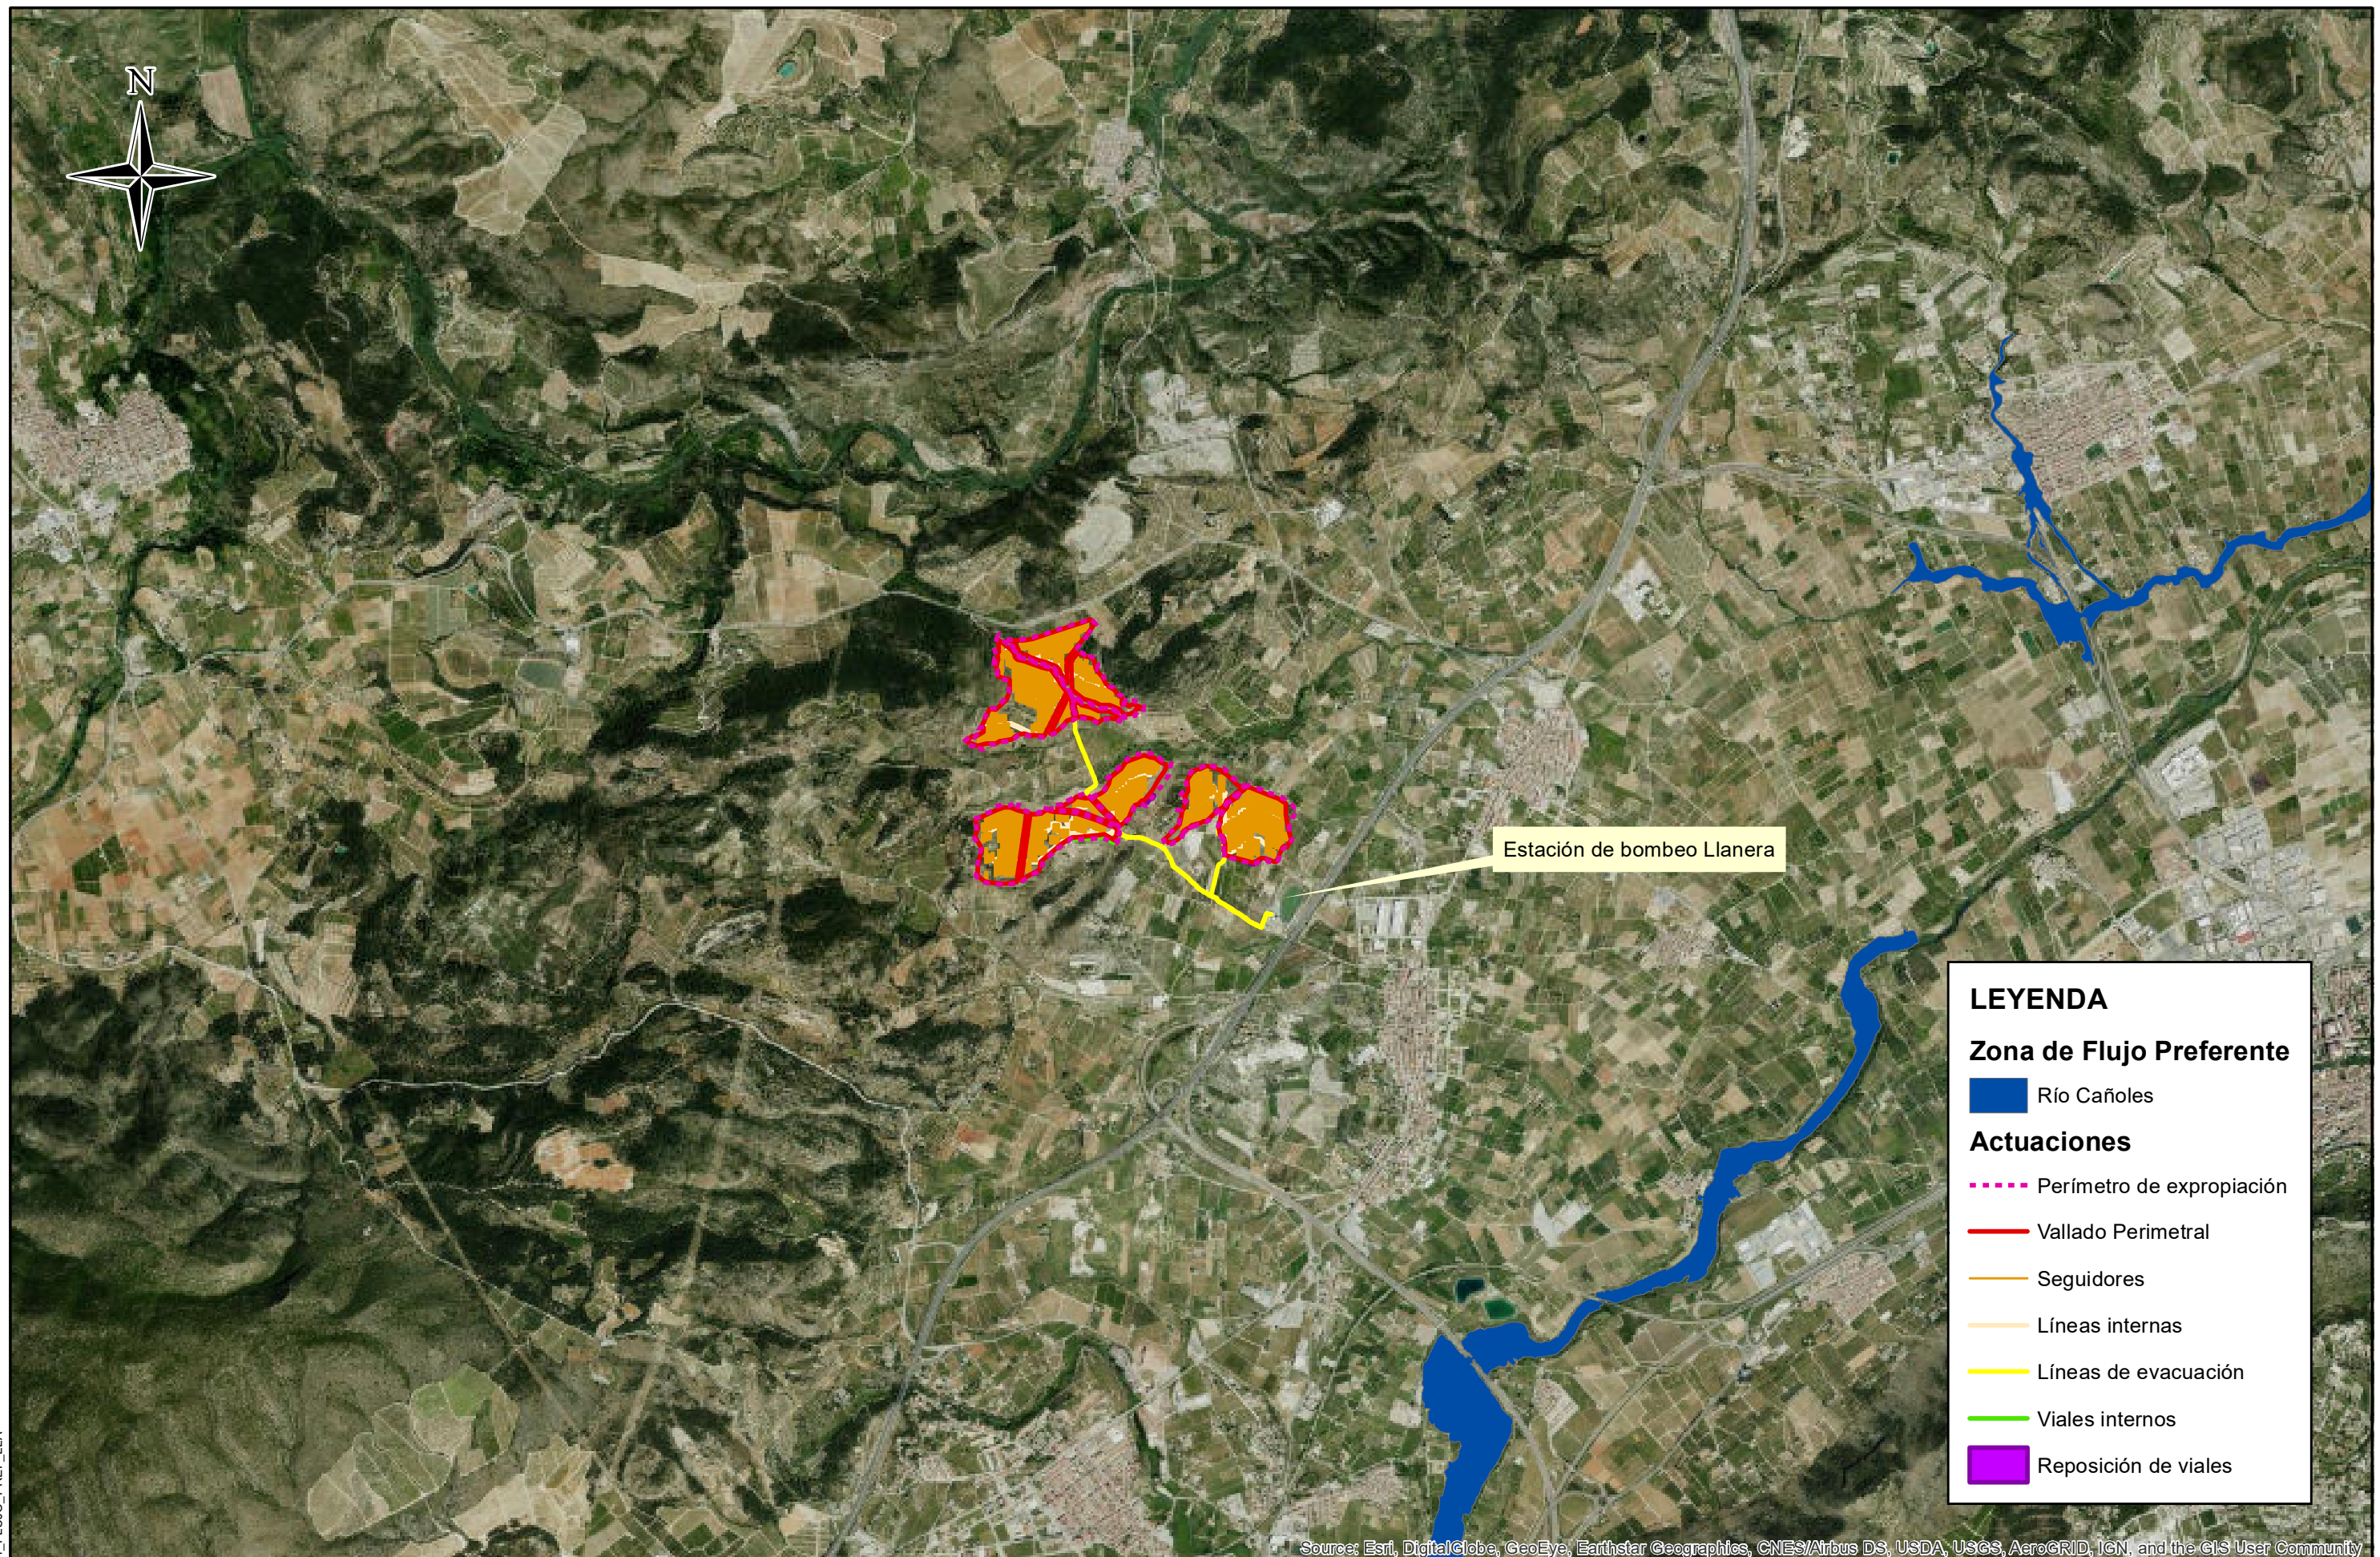 N
Estación de bombeo Llanera
LEYENDA
Zona de Flujo Preferente
Río Cañoles
Actuaciones
Perímetro de expropiación
Vallado Perimetral
Seguidores
Líneas internas
Líneas de evacuación
Viales internos
Reposición de viales
Source: Esri, DigitalGlobe, GeoEye, Earthstar Geographics, CNES/Airbus DS, USDA, USGS, AeroGRID, IGN, and the GIS User Community